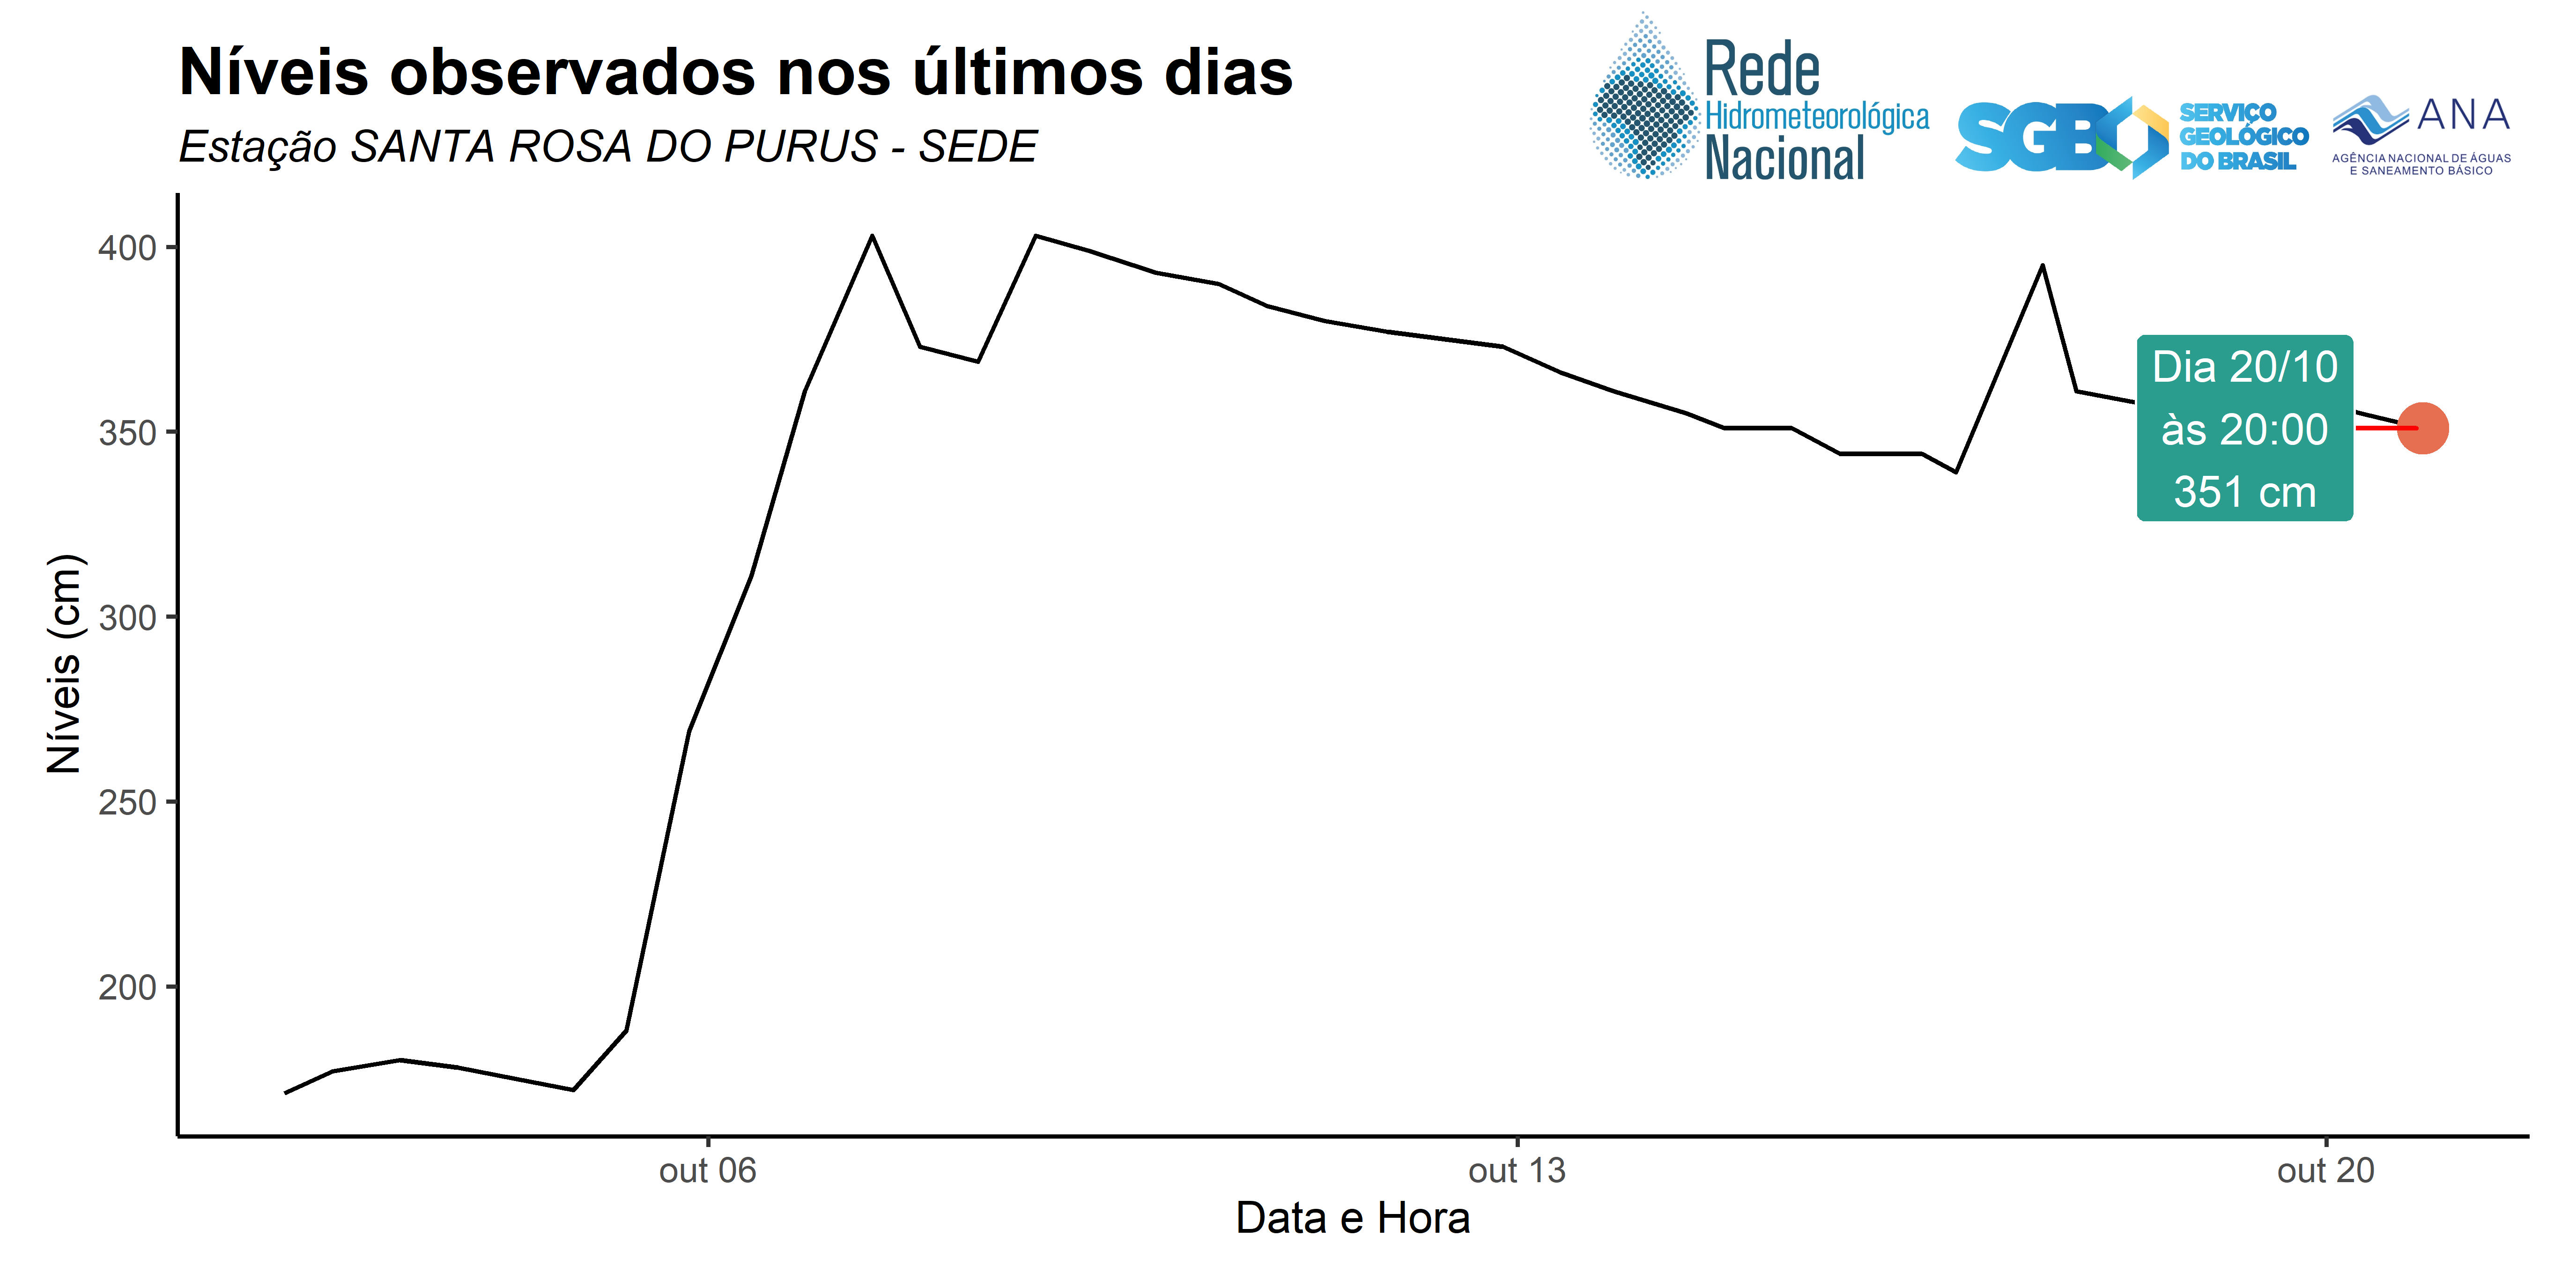 Níveis observados nos últimos dias
Estação SANTA ROSA DO PURUS - SEDE
Rede
Hidrometeorológica
Nacional
SGB
SERVIÇO
GEOLÓGICO
DO BRASIL
ANA
AGÊNCIA NACIONAL DE ÁGUAS
E SANEAMENTO BÁSICO
Níveis (cm)
400
350
300
250
200
Dia 20/10
às 20:00
351 cm
out 06
out 13
out 20
Data e Hora